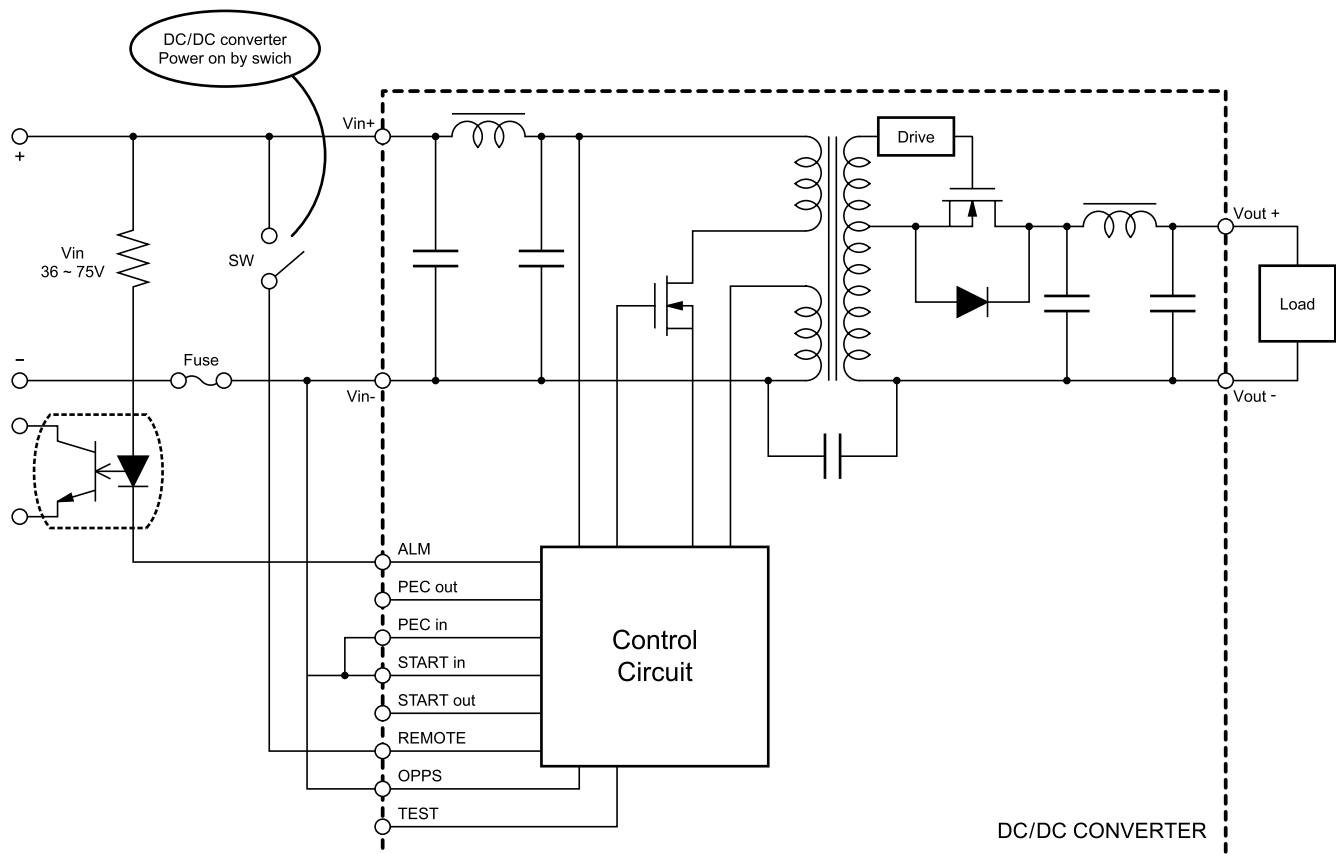 DC/DC converter
Power on by swich
Vin+
+
Drive
Vout +
Vin
36 ~ 75V
SW
Load
–
Fuse
Vin-
Vout -
ALM
PEC out
PEC in
START in
START out
REMOTE
OPPS
TEST
Control
Circuit
DC/DC CONVERTER